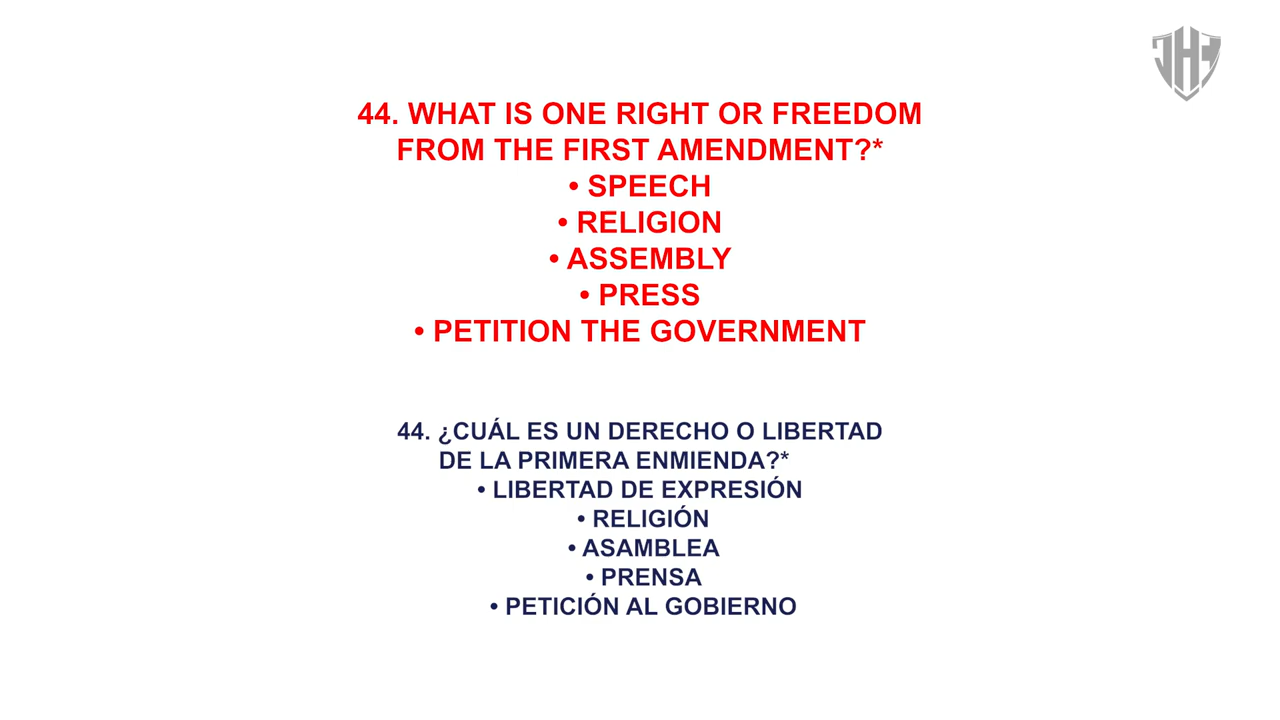 JHF
44. WHAT IS ONE RIGHT OR FREEDOM
FROM THE FIRST AMENDMENT?*
• SPEECH
• RELIGION
• ASSEMBLY
• PRESS
• PETITION THE GOVERNMENT
44. ¿CUÁL ES UN DERECHO O LIBERTAD
DE LA PRIMERA ENMIENDA?*
• LIBERTAD DE EXPRESIÓN
• RELIGIÓN
• ASAMBLEA
• PRENSA
• PETICIÓN AL GOBIERNO